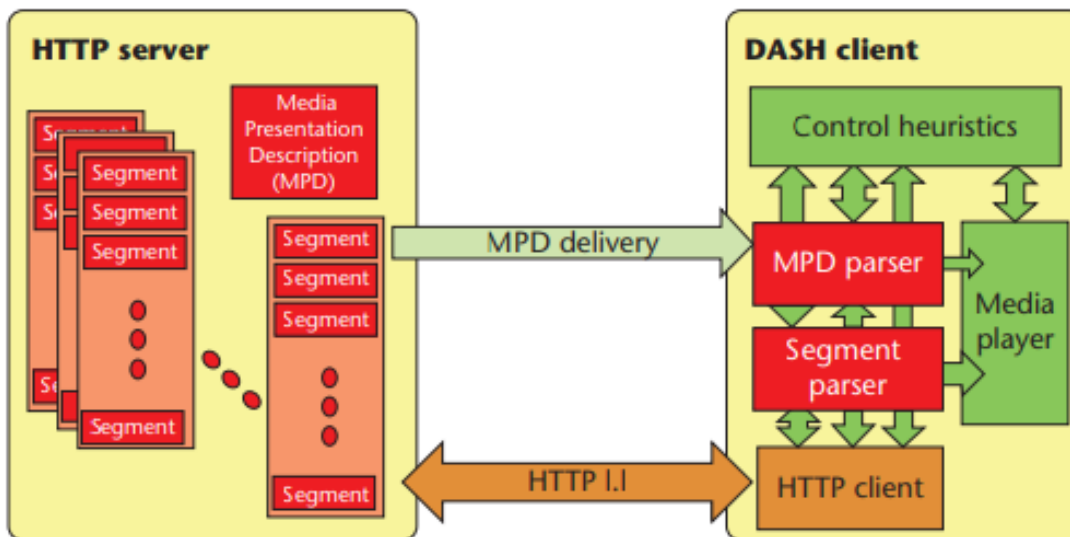 HTTP server
Media
Presentation
Description
(MPD)
Segment
Segment
Segment
Segment
Segment
Segment
Segment
Segment
Segment
MPD delivery
HTTP l.l
DASH client
Control heuristics
MPD parser
Segment
parser
Media
player
HTTP client